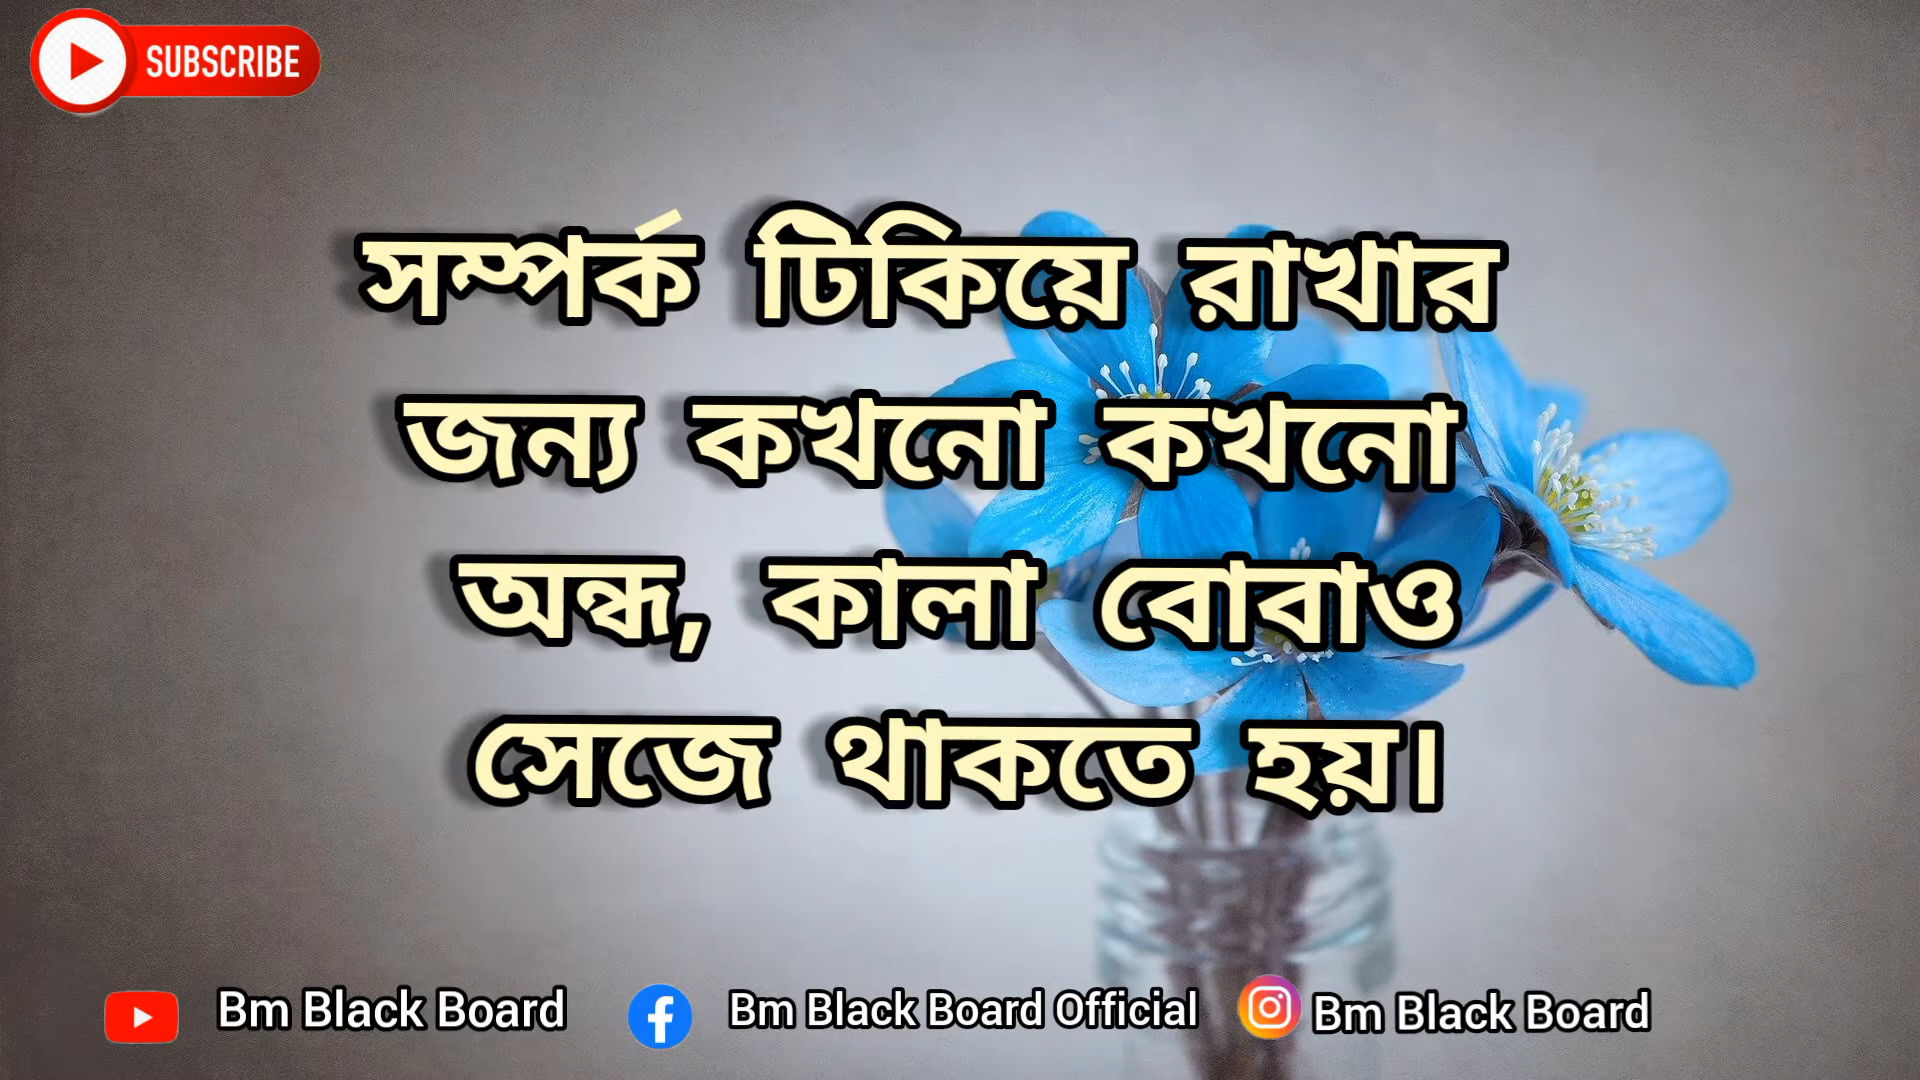 SUBSCRIBE
সম্পর্ক টিকিয়ে রাখার
জন্য কখনো কখনো
অন্ধ, কালা বোবাও
সেজে থাকতে হয়।
Bm Black Board Bm Black Board Official Bm Black Board